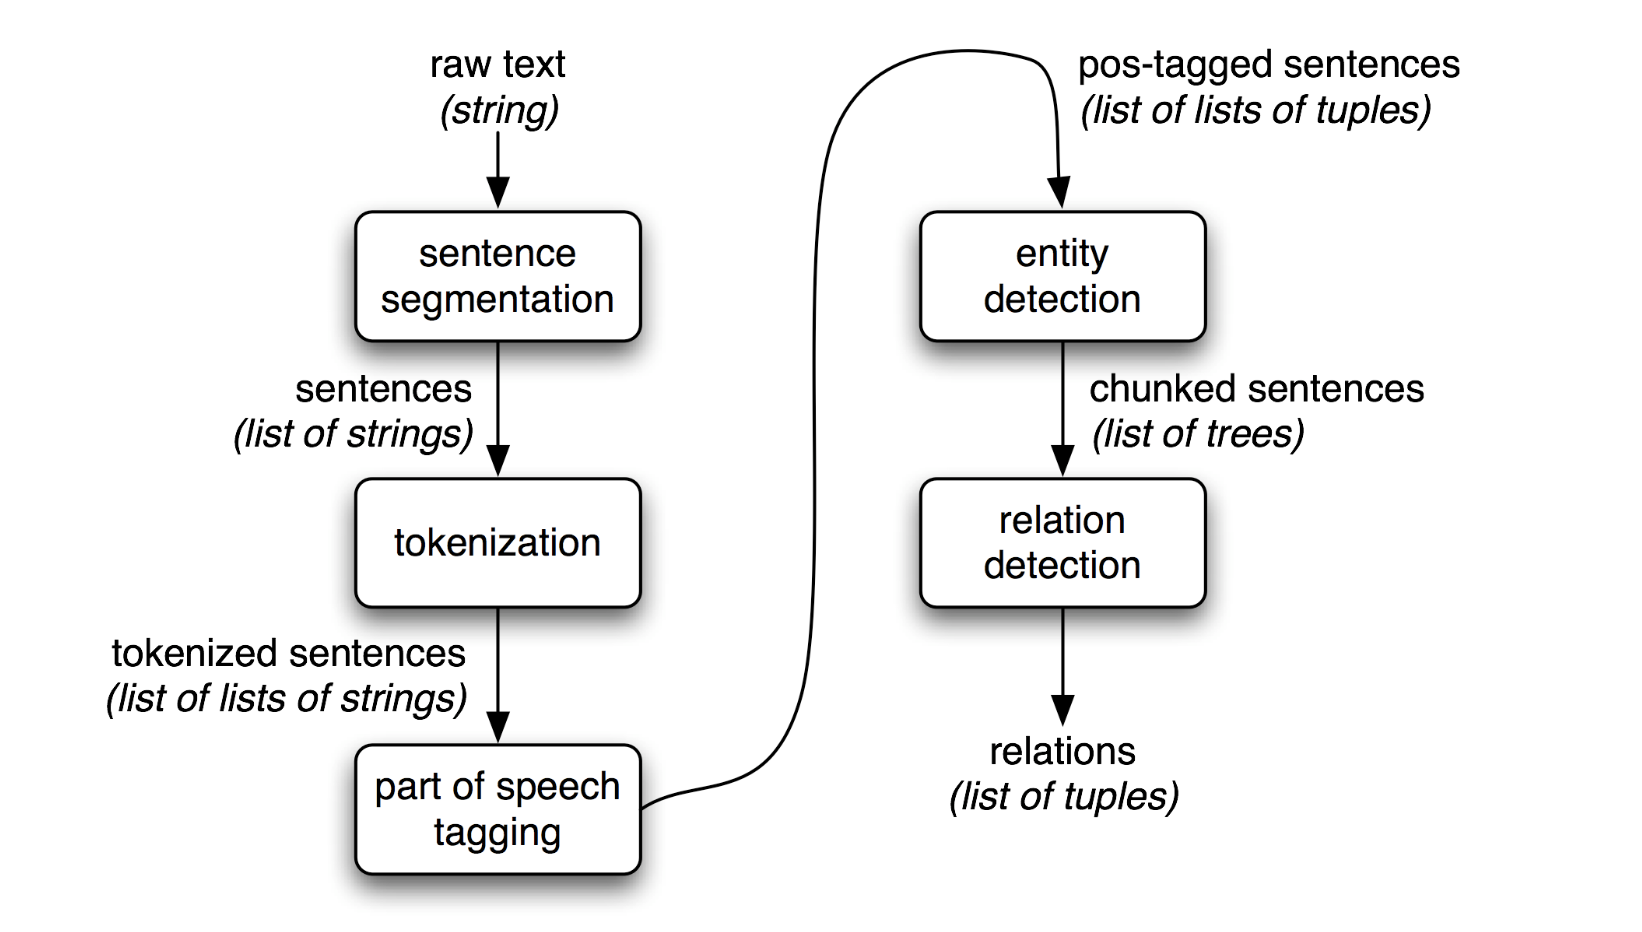 raw text
(string)
sentence
segmentation
sentences
(list of strings)
tokenization
tokenized sentences
(list of lists of strings)
part of speech
tagging
pos-tagged sentences
(list of lists of tuples)
entity
detection
chunked sentences
(list of trees)
relation
detection
relations
(list of tuples)